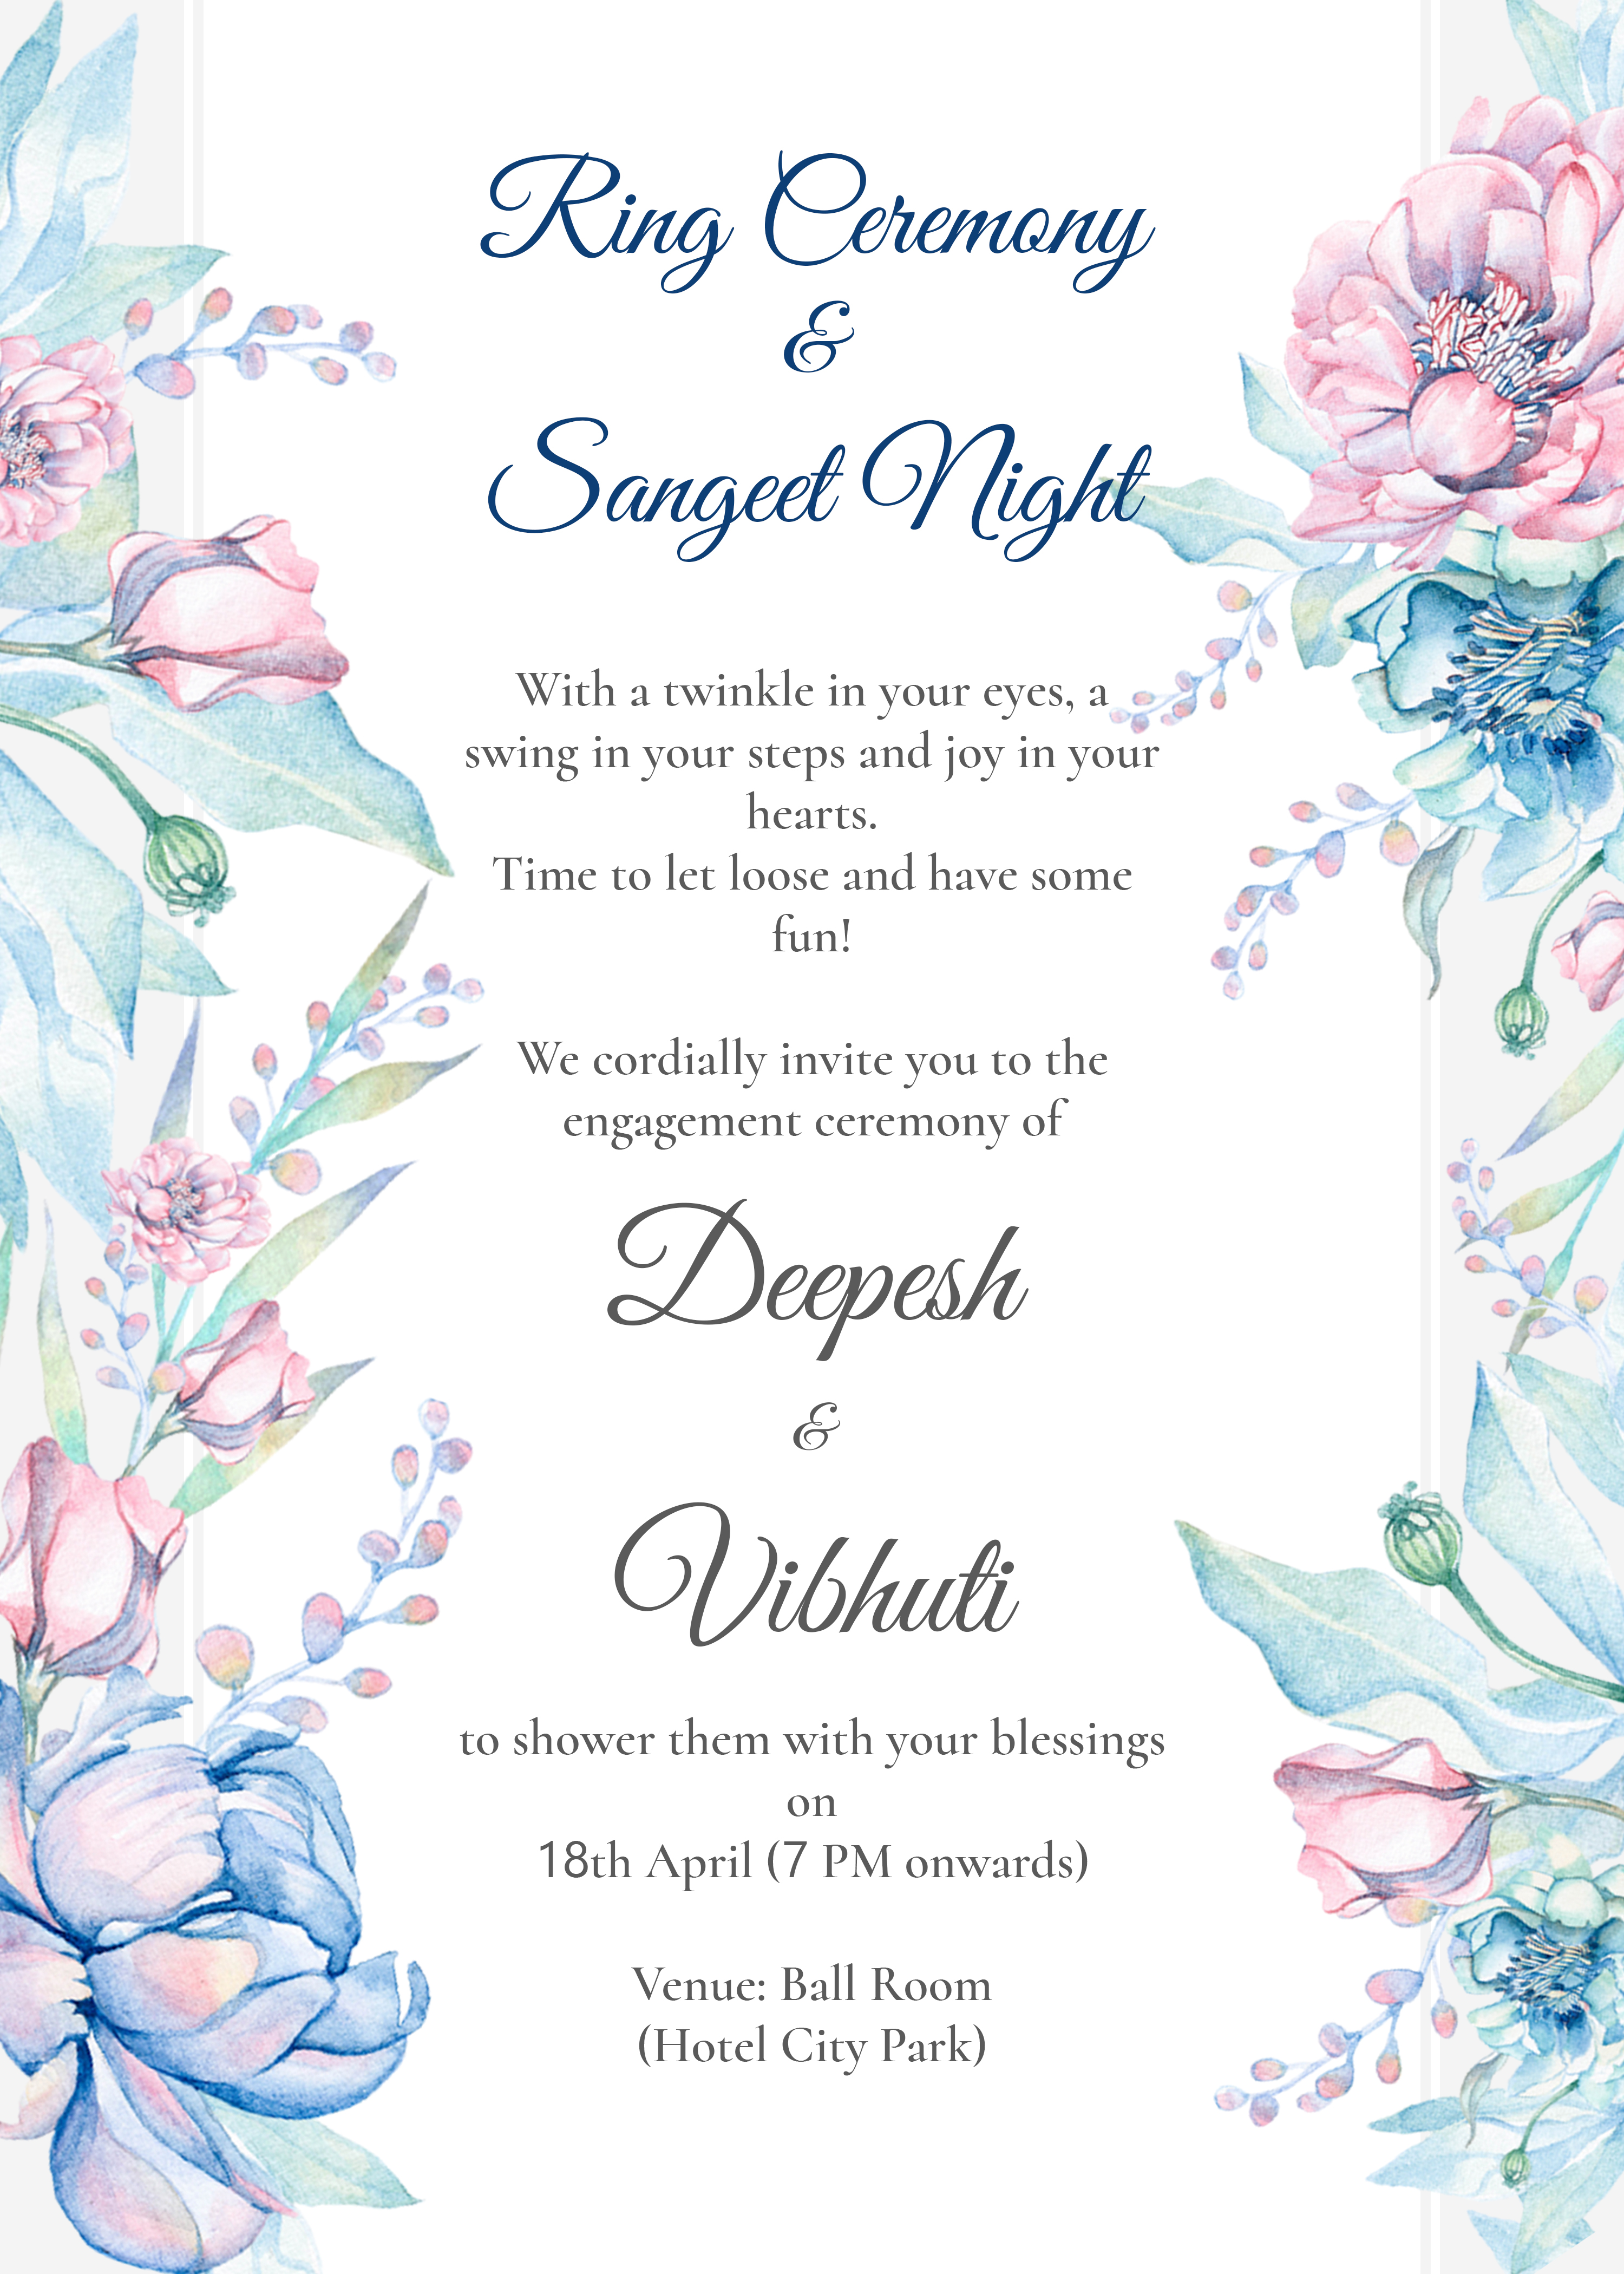 Ring Ceremony
&
Sangeet Night
With a twinkle in your eyes, a
swing in your steps and joy in your
hearts.
Time to let loose and have some
fun!
We cordially invite you to the
engagement ceremony of
Deepesh
&
Vibhuti
to shower them with your blessings
on
18th April (7 PM onwards)
Venue: Ball Room
(Hotel City Park)